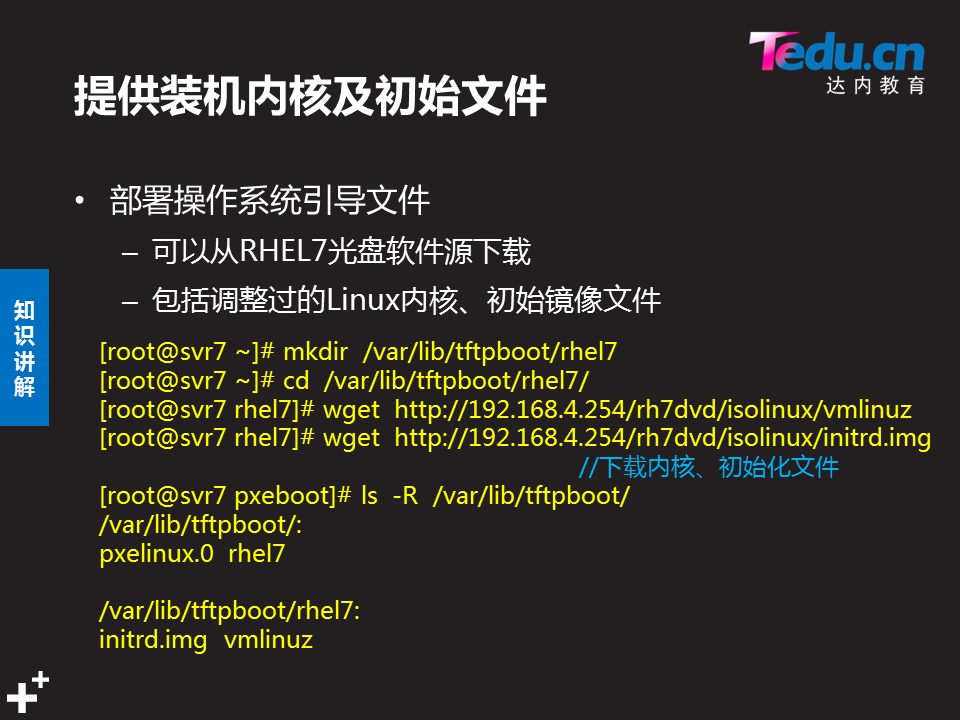 Tedu.cn
达内教育
提供装机内核及初始文件
• 部署操作系统引导文件
– 可以从RHEL7光盘软件源下载
– 包括调整过的Linux内核、初始镜像文件
知识讲解
[root@svr7 ~]# mkdir  /var/lib/tftpboot/rhel7
[root@svr7 ~]# cd  /var/lib/tftpboot/rhel7/
[root@svr7 rhel7]# wget  http://192.168.4.254/rh7dvd/isolinux/vmlinuz
[root@svr7 rhel7]# wget  http://192.168.4.254/rh7dvd/isolinux/initrd.img
//下载内核、初始化文件
[root@svr7 pxeboot]# ls  -R  /var/lib/tftpboot/
/var/lib/tftpboot/:
pxelinux.0  rhel7
/var/lib/tftpboot/rhel7:
initrd.img  vmlinuz